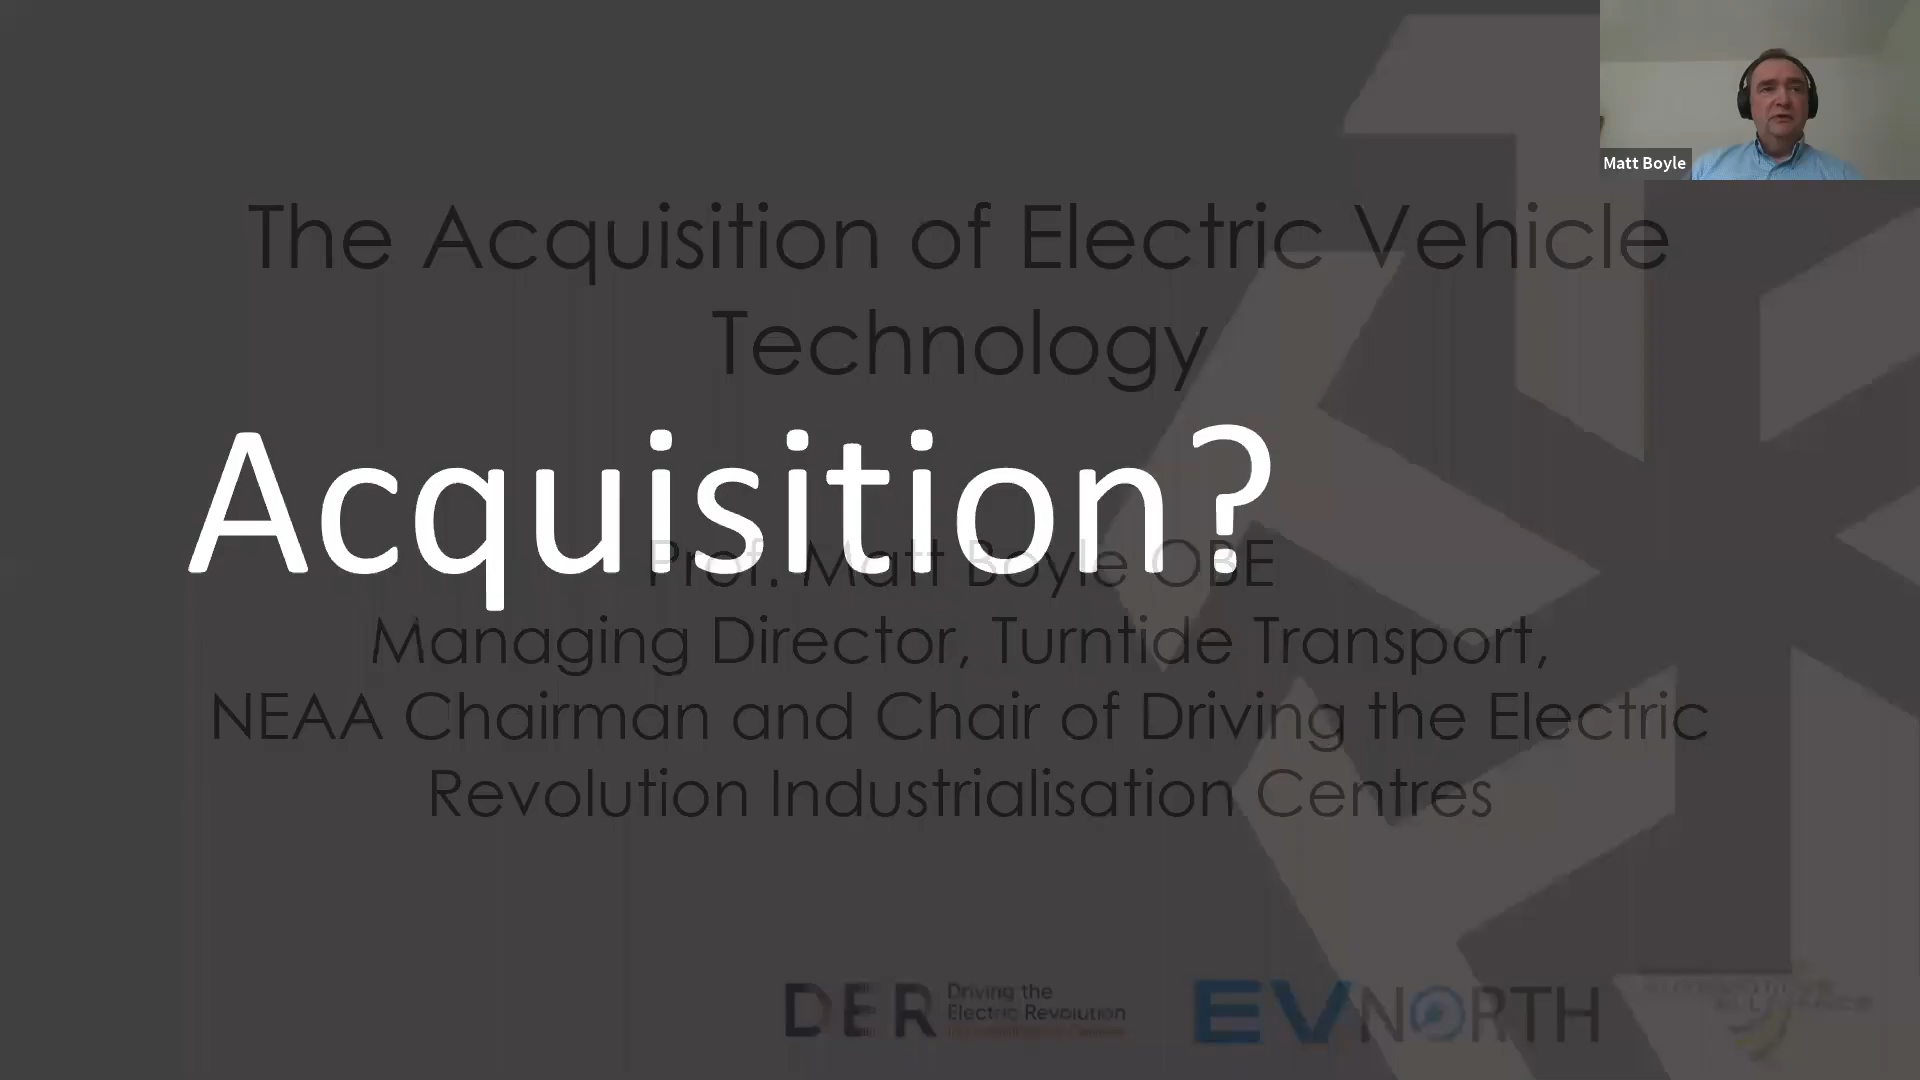 Matt Boyle
The Acquisition of Electric Vehicle
Technology
Acquisition?
Prof. Matt Boyle OBE
Managing Director, Turntide Transport,
NEAA Chairman and Chair of Driving the Electric
Revolution Industrialisation Centres
DER
Driving the
Electric Revolution
EVNORTH